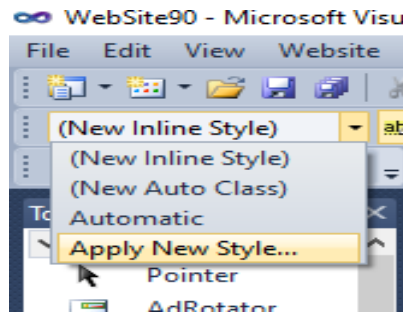 WebSite90 - Microsoft Visu
File Edit View Website
(New Inline Style)
(New Inline Style)
(New Auto Class)
Automatic
Apply New Style...
Pointer
AdRotator